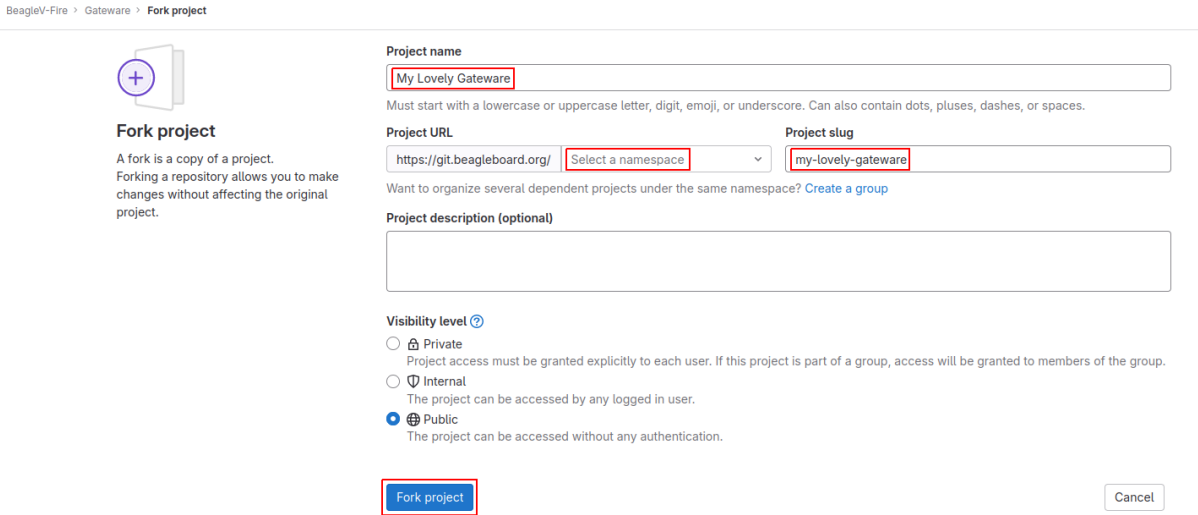 BeagleV-Fire > Gateware > Fork project
Fork project
A fork is a copy of a project.
Forking a repository allows you to make
changes without affecting the original
project.
Project name
My Lovely Gateware
Must start with a lowercase or uppercase letter, digit, emoji, or underscore. Can also contain dots, pluses, dashes, or spaces.
Project URL
https://git.beagleboard.org/
Select a namespace
Project slug
my-lovely-gateware
Want to organize several dependent projects under the same namespace? Create a group
Project description (optional)
Visibility level
Private
Project access must be granted explicitly to each user. If this project is part of a group, access will be granted to members of the group.
Internal
The project can be accessed by any logged in user.
Public
The project can be accessed without any authentication.
Fork project
Cancel